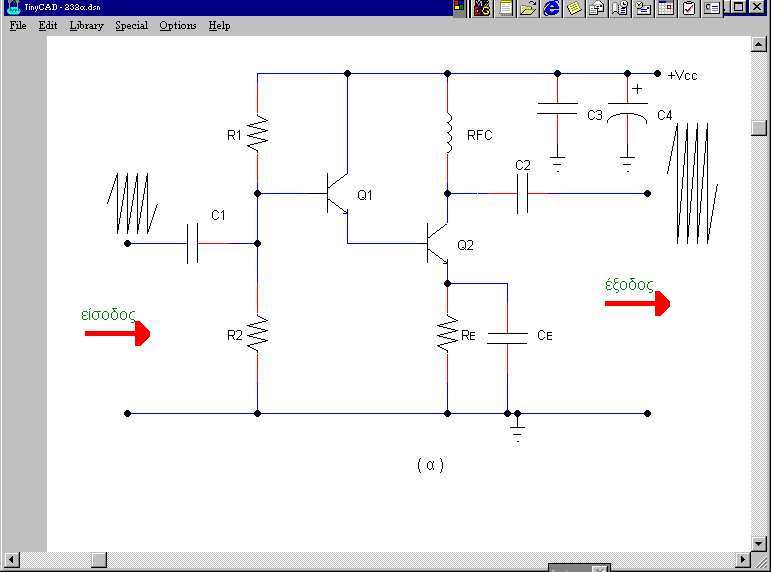 TinyCAD - 232α.dsn
File Edit Library Special Options Help
+Vcc
+
R1
RFC
C3
C4
C2
Q1
C1
Q2
έξοδος
είσοδος
R2
RE
CE
( α )